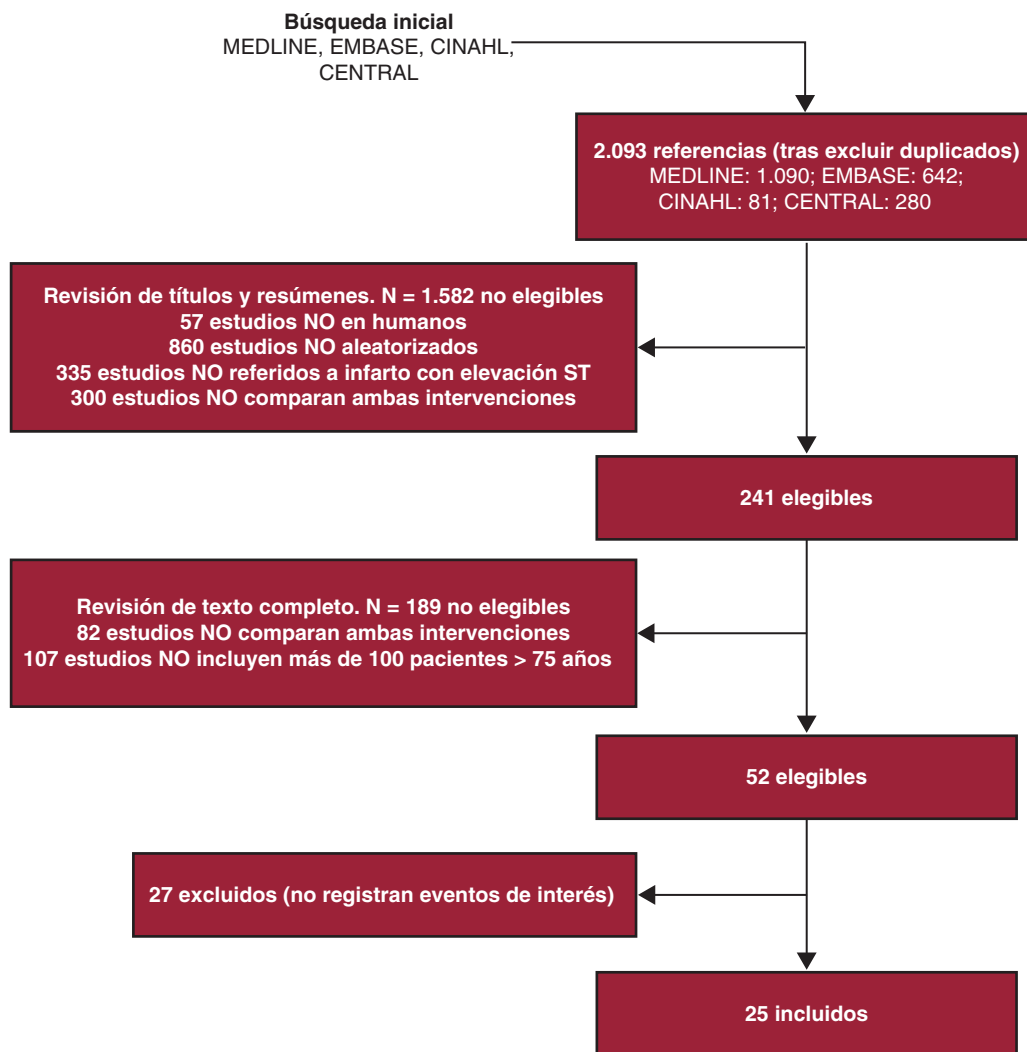 Búsqueda inicial
MEDLINE, EMBASE, CINAHL,
CENTRAL
2.093 referencias (tras excluir duplicados)
MEDLINE: 1.090; EMBASE: 642;
CINAHL: 81; CENTRAL: 280
Revisión de títulos y resúmenes. N = 1.582 no elegibles
57 estudios NO en humanos
860 estudios NO aleatorizados
335 estudios NO referidos a infarto con elevación ST
300 estudios NO comparan ambas intervenciones
241 elegibles
Revisión de texto completo. N = 189 no elegibles
82 estudios NO comparan ambas intervenciones
107 estudios NO incluyen más de 100 pacientes > 75 años
52 elegibles
27 excluidos (no registran eventos de interés)
25 incluidos